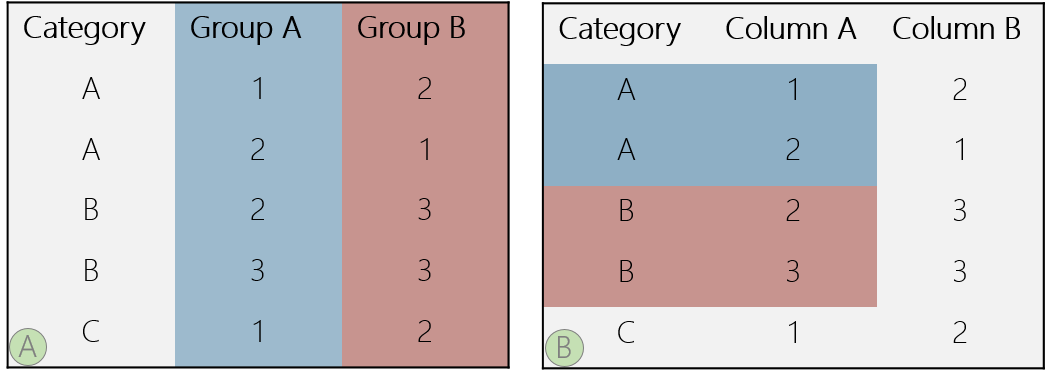 Category Group A Group B
A 1 2
A 2 1
B 2 3
B 3 3
C 1 2
A
Category Column A Column B
A 1 2
A 2 1
B 2 3
B 3 3
C 1 2
B